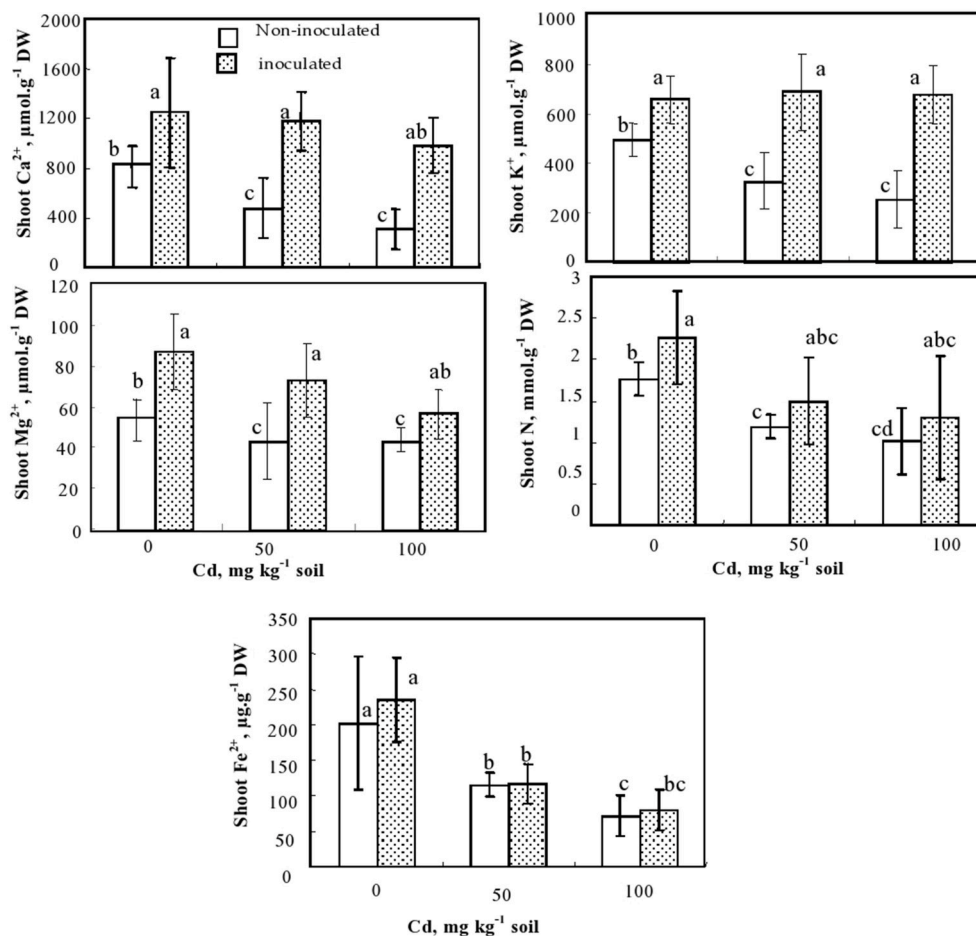 Non-inoculated
inoculated
Shoot Ca²⁺, µmol.g⁻¹ DW
2000
1600
1200
800
400
0
b
a
c
a
c
ab
Shoot K⁺, µmol.g⁻¹ DW
1000
800
600
400
200
0
b
a
c
a
c
a
Shoot Mg²⁺, µmol.g⁻¹ DW
120
100
80
60
40
20
0
b
a
c
a
c
ab
0
50
100
Cd, mg kg⁻¹ soil
Shoot N, mmol.g⁻¹ DW
3
2.5
2
1.5
1
0.5
0
b
a
c
abc
cd
abc
0
50
100
Cd, mg kg⁻¹ soil
Shoot Fe²⁺, µg.g⁻¹ DW
350
300
250
200
150
100
50
0
a
a
b
b
c
bc
0
50
100
Cd, mg kg⁻¹ soil